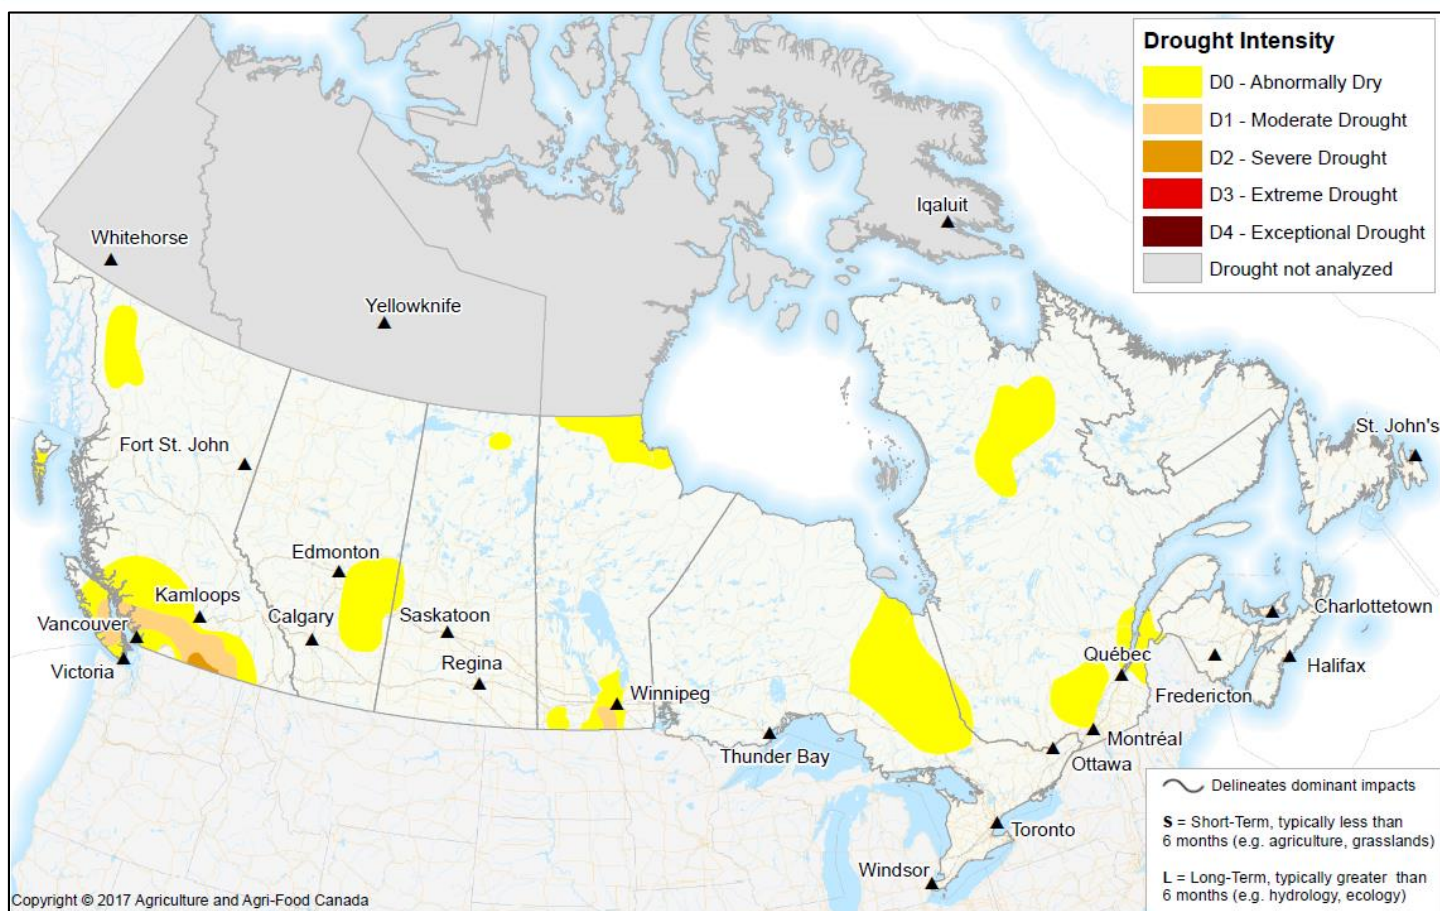 Drought Intensity
D0 - Abnormally Dry
D1 - Moderate Drought
D2 - Severe Drought
D3 - Extreme Drought
D4 - Exceptional Drought
Drought not analyzed
Iqaluit
Whitehorse
Yellowknife
Fort St. John
St. John's
Edmonton
Kamloops
Calgary
Saskatoon
Vancouver
Victoria
Regina
Winnipeg
Charlottetown
Québec
Halifax
Fredericton
Montréal
Thunder Bay
Ottawa
Toronto
Windsor
Delineates dominant impacts
S = Short-Term, typically less than
6 months (e.g. agriculture, grasslands)
L = Long-Term, typically greater than
6 months (e.g. hydrology, ecology)
Copyright © 2017 Agriculture and Agri-Food Canada